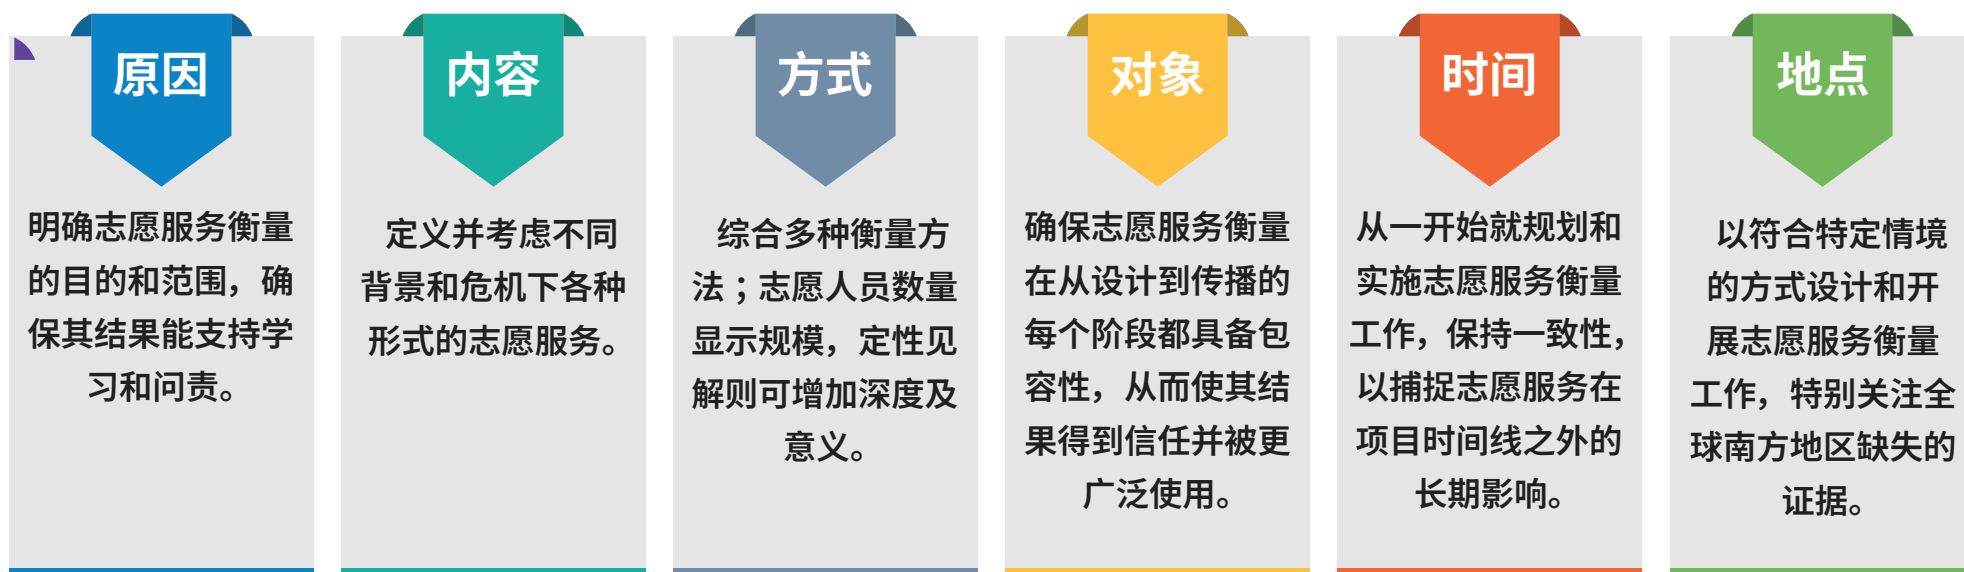 原因
明确志愿服务衡量
的目的和范围，确
保其结果能支持学
习和问责。
内容
定义并考虑不同
背景和危机下各种
形式的志愿服务。
方式
综合多种衡量方
法；志愿人员数量
显示规模，定性见
解则可增加深度及
意义。
对象
确保志愿服务衡量
在从设计到传播的
每个阶段都具备包
容性，从而使其结
果得到信任并被更
广泛使用。
时间
从一开始就规划和
实施志愿服务衡量
工作，保持一致性，
以捕捉志愿服务在
项目时间线之外的
长期影响。
地点
以符合特定情境
的方式设计和开
展志愿服务衡量
工作，特别关注全
球南方地区缺失的
证据。